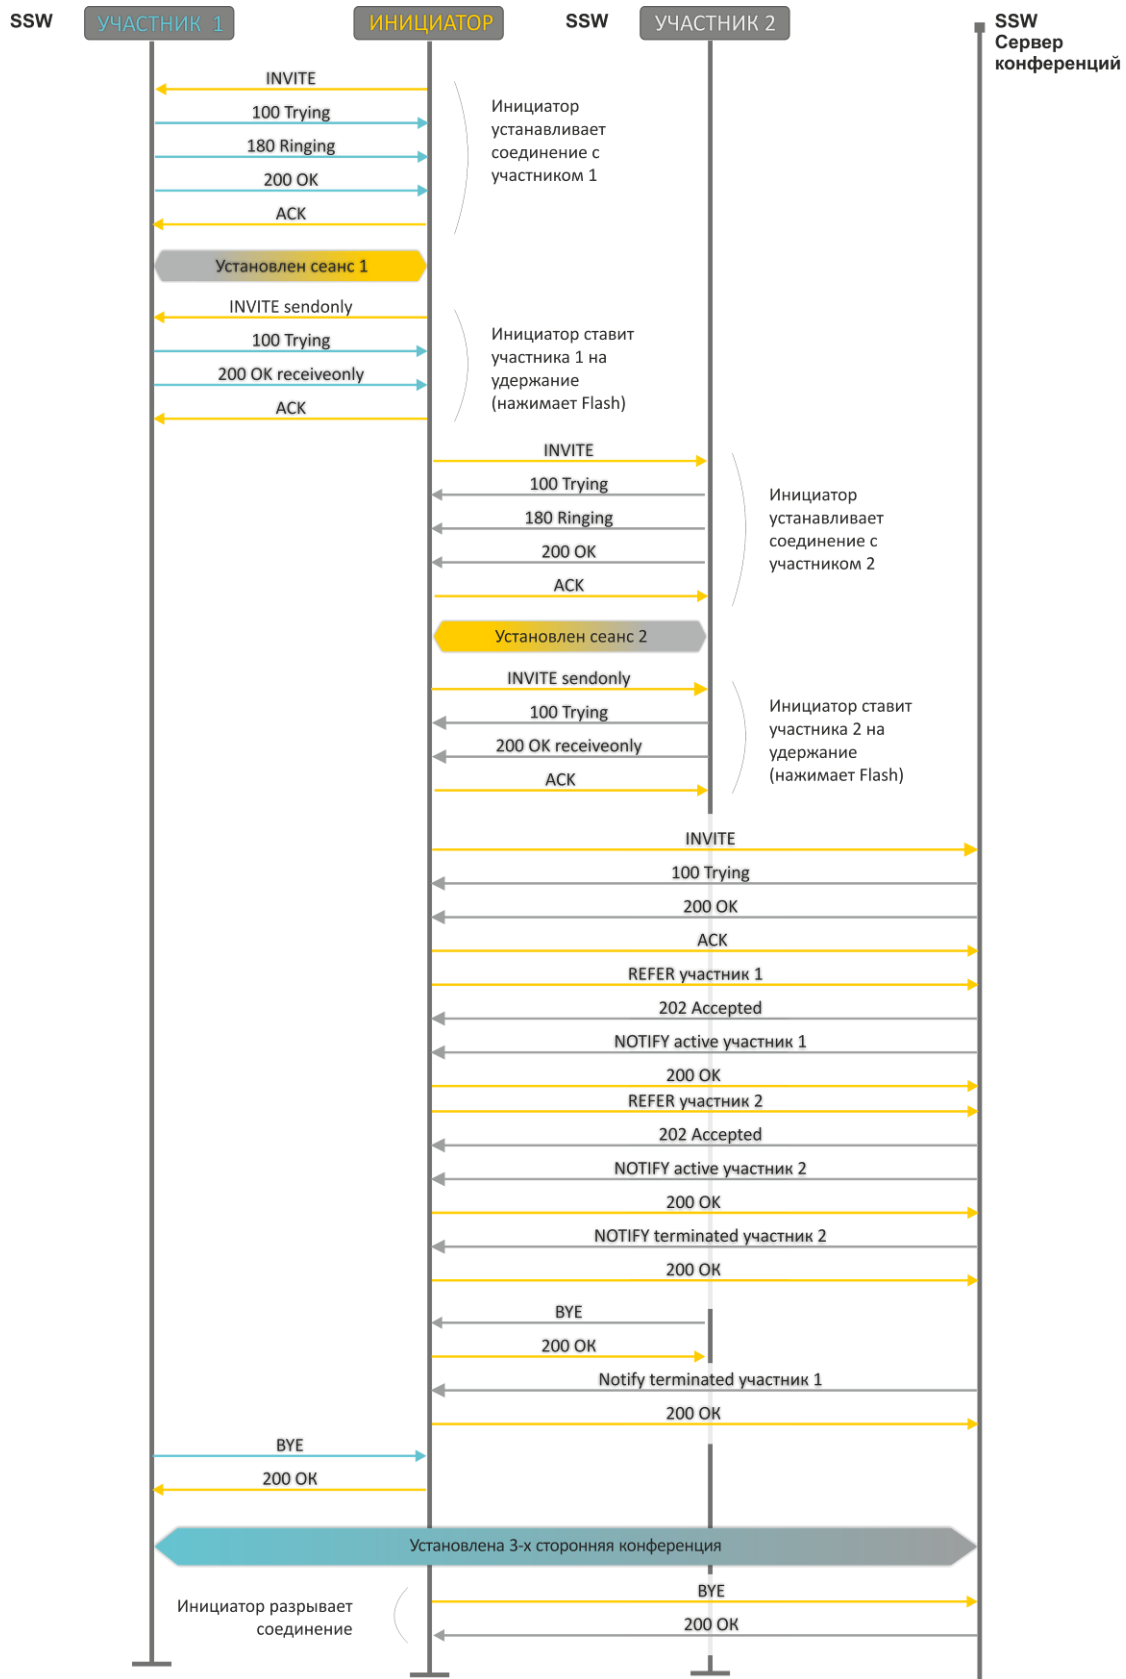 SSW
УЧАСТНИК 1
ИНИЦИАТОР
SSW
УЧАСТНИК 2
SSW
Сервер
конференций
INVITE
100 Trying
180 Ringing
200 OK
ACK
Инициатор
устанавливает
соединение с
участником 1
Установлен сеанс 1
INVITE sendonly
100 Trying
200 OK receiveonly
ACK
Инициатор ставит
участника 1 на
удержание
(нажимает Flash)
INVITE
100 Trying
180 Ringing
200 OK
ACK
Инициатор
устанавливает
соединение с
участником 2
Установлен сеанс 2
INVITE sendonly
100 Trying
200 OK receiveonly
ACK
Инициатор ставит
участника 2 на
удержание
(нажимает Flash)
INVITE
100 Trying
200 OK
ACK
REFER участник 1
202 Accepted
NOTIFY active участник 1
200 OK
REFER участник 2
202 Accepted
NOTIFY active участник 2
200 OK
NOTIFY terminated участник 2
200 OK
BYE
200 OK
Notify terminated участник 1
200 OK
BYE
200 OK
Установлена 3-х сторонняя конференция
Инициатор разрывает
соединение
BYE
200 OK